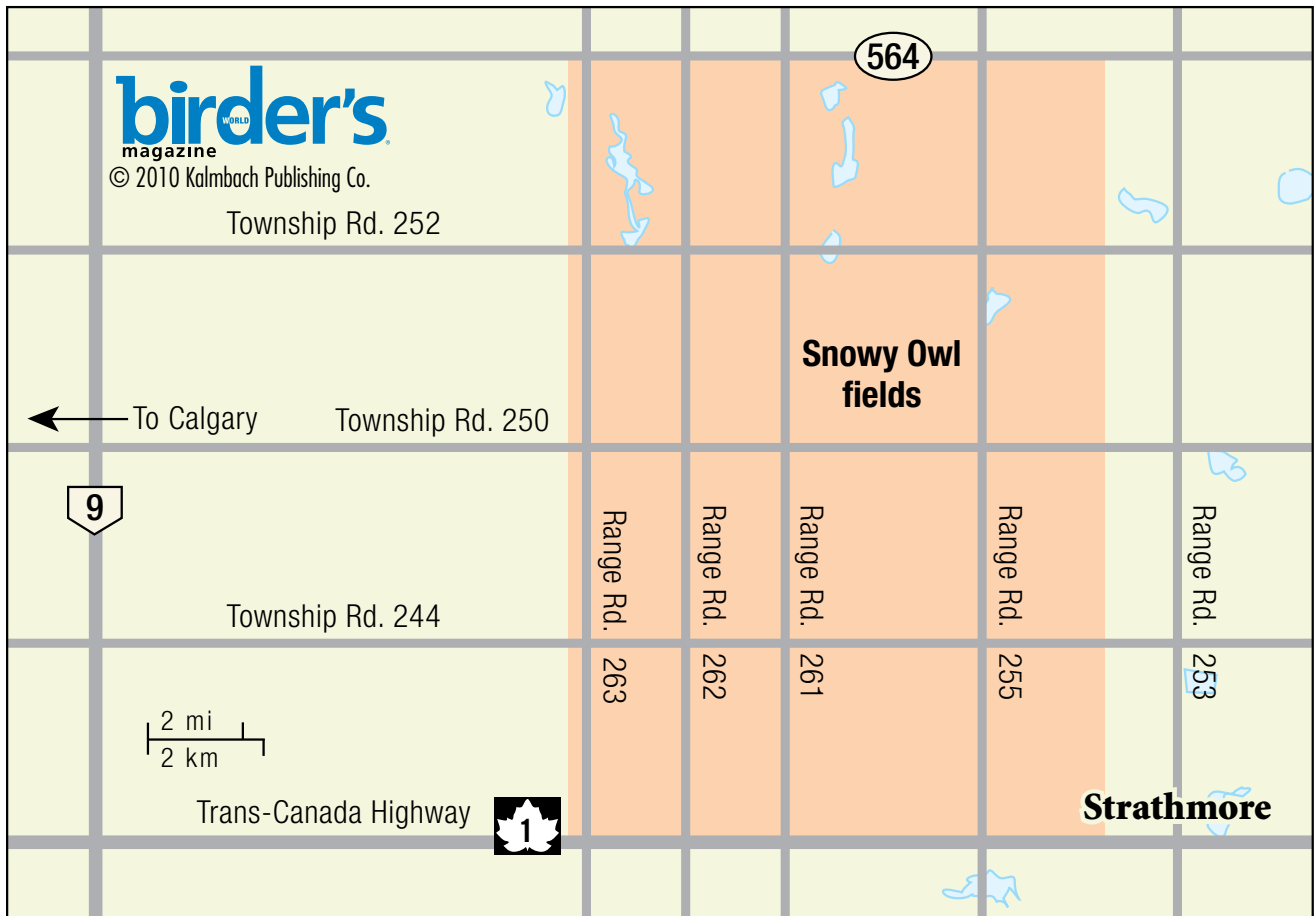 564
birder's
WORLD
magazine
© 2010 Kalmbach Publishing Co.
Township Rd. 252
Snowy Owl
fields
To Calgary
Township Rd. 250
9
Range Rd. 263
Range Rd. 262
Range Rd. 261
Range Rd. 255
Range Rd. 253
Township Rd. 244
2 mi
2 km
Trans-Canada Highway
1
Strathmore